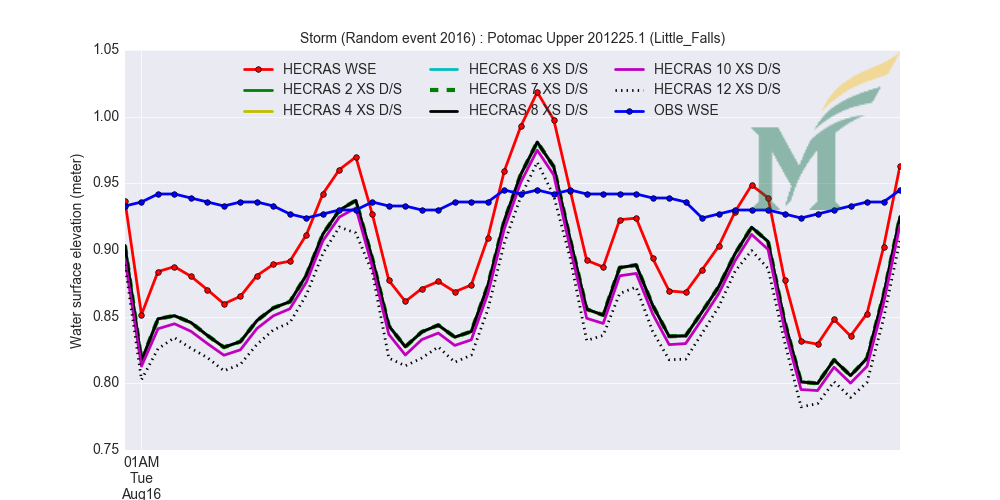 Storm (Random event 2016) : Potomac Upper 201225.1 (Little_Falls)
HECRAS WSE
HECRAS 2 XS D/S
HECRAS 4 XS D/S
HECRAS 6 XS D/S
HECRAS 7 XS D/S
HECRAS 8 XS D/S
HECRAS 10 XS D/S
HECRAS 12 XS D/S
OBS WSE
M
Water surface elevation (meter)
1.05
1.00
0.95
0.90
0.85
0.80
0.75
01AM
Tue
Aug16